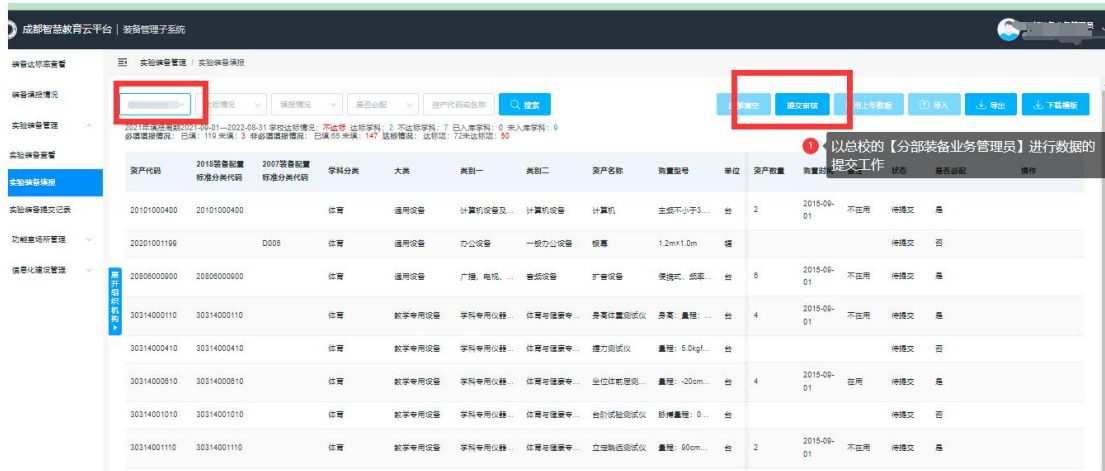 成都智慧教育云平台 | 装备管理子系统
装备达标率查看
装备填报情况
实验装备管理
实验装备查看
实验装备填报
实验装备提交记录
功能室场所管理
信息化建设管理
实验装备管理 / 实验装备填报
达标情况 填报情况 是否必配 资产代码或名称 搜索 提交审核 导入 导出 下载模板
2021年填报周期2021-09-01—2022-08-31 学校达标情况：不达标 达标学科：2 不达标学科：7 已入库学科：0 未入库学科：9
必填填报情况：已填：119 未填：3 非必填填报情况：已填:65 未填：147 达标情况：达标项：72未达标项：50
1 以总校的【分部装备业务管理员】进行数据的
提交工作
资产代码 2018装备配置标准分类代码 2007装备配置标准分类代码 学科分类 大类 类别一 类别二 资产名称 购置型号 单位 资产数量 购置时间 状态 是否必配 操作
20101000400 20101000400 体育 通用设备 计算机设备及... 计算机设备 计算机 主频不小于3.... 台 2 2015-09-01 不在用 待提交 是
20201001199 D005 体育 通用设备 办公设备 一般办公设备 银幕 1.2m×1.0m 幅 待提交 否
20806000900 20806000900 体育 通用设备 广播、电视、... 音频设备 扩音设备 便携式，频率... 台 6 2015-09-01 不在用 待提交 是
30314000110 30314000110 体育 教学专用设备 学科专用仪器... 体育与健康专... 身高体重测试仪 身高：量程：... 台 4 2015-09-01 不在用 待提交 是
30314000410 30314000410 体育 教学专用设备 学科专用仪器... 体育与健康专... 握力测试仪 量程：5.0kgf... 台 待提交 否
30314000610 30314000610 体育 教学专用设备 学科专用仪器... 体育与健康专... 坐位体前屈测... 量程：-20cm... 台 4 2015-09-01 在用 待提交 是
30314001010 30314001010 体育 教学专用设备 学科专用仪器... 体育与健康专... 台阶试验测试仪 脉搏量程：0... 台 待提交 否
30314001110 30314001110 体育 教学专用设备 学科专用仪器... 体育与健康专... 立定跳远测试仪 量程：90cm... 台 2 2015-09-01 不在用 待提交 是
展开组织机构